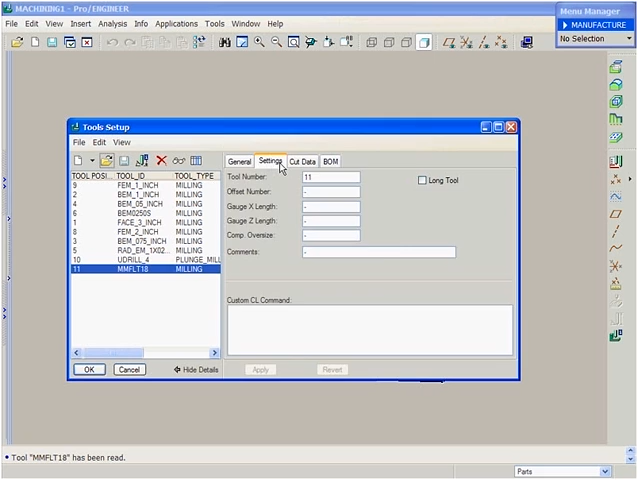 MACHINING1 - Pro/ENGINEER
File Edit View Insert Analysis Info Applications Tools Window Help
Menu Manager
MANUFACTURE
No Selection
Tools Setup
File Edit View
General Settings Cut Data BOM
TOOL POSI... TOOL_ID TOOL_TYPE
9 FEM_1_INCH MILLING
2 BEM_1_INCH MILLING
4 BEM_05_INCH MILLING
6 BEM0250S MILLING
1 FACE_3_INCH MILLING
8 FEM_2_INCH MILLING
3 BEM_075_INCH MILLING
5 RAD_EM_1X02... MILLING
10 UDRILL_4 PLUNGE_MILL
11 MMFLT18 MILLING
Tool Number: 11
Long Tool
Offset Number: -
Gauge X Length: -
Gauge Z Length: -
Comp. Oversize: -
Comments: -
Custom CL Command:
OK Cancel Hide Details Apply Revert
• Tool "MMFLT18" has been read.
Parts